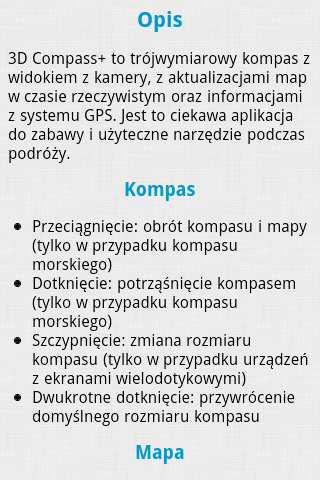 Opis
3D Compass+ to trójwymiarowy kompas z
widokiem z kamery, z aktualizacjami map
w czasie rzeczywistym oraz informacjami
z systemu GPS. Jest to ciekawa aplikacja
do zabawy i użyteczne narzędzie podczas
podróży.
Kompas
• Przeciągnięcie: obrót kompasu i mapy
(tylko w przypadku kompasu
morskiego)
• Dotknięcie: potrząśnięcie kompasem
(tylko w przypadku kompasu
morskiego)
• Szczypnięcie: zmiana rozmiaru
kompasu (tylko w przypadku urządzeń
z ekranami wielodotykowymi)
• Dwukrotne dotknięcie: przywrócenie
domyślnego rozmiaru kompasu
Mapa